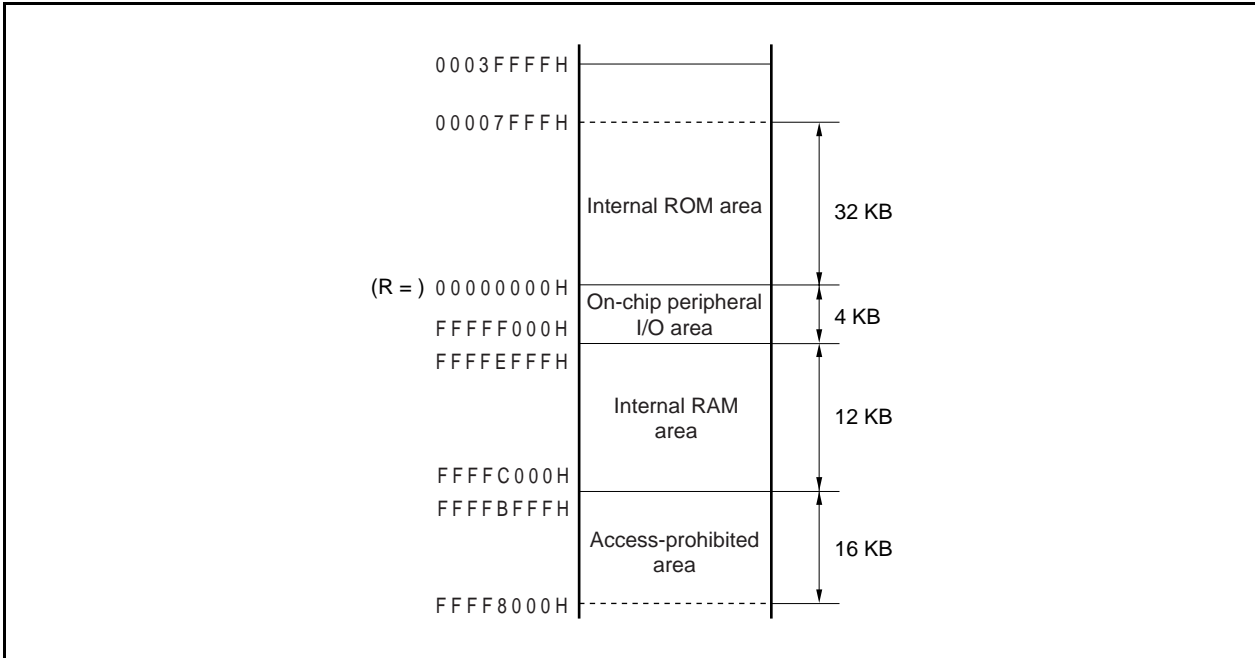 0003FFFFH
00007FFFH
Internal ROM area
32 KB
(R = ) 00000000H
On-chip peripheral
I/O area
4 KB
FFFFF000H
FFFFEFFFH
Internal RAM
area
12 KB
FFFFC000H
FFFFBFFFH
Access-prohibited
area
16 KB
FFFF8000H